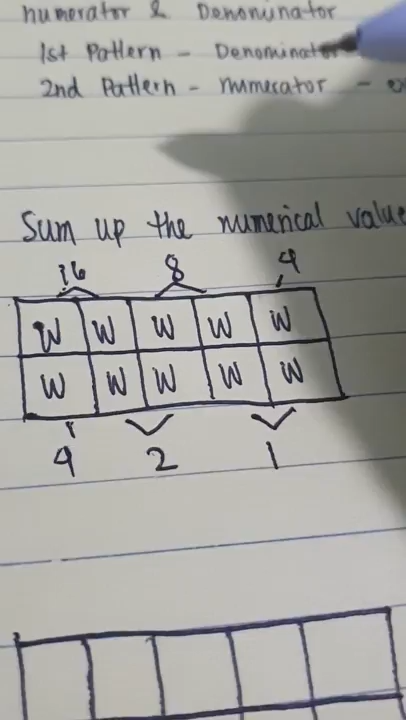 numerator & Denominator
1st Pattern - Denominator
2nd Pattern - numerator -
Sum up the numerical value
16 8 4
W W W W W
W W W W W
4 2 1